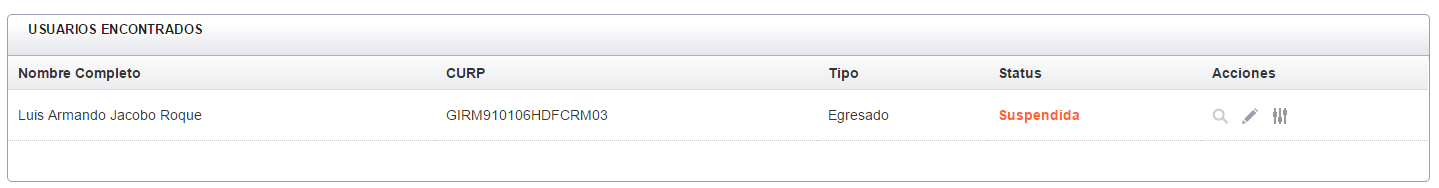 USUARIOS ENCONTRADOS
Nombre Completo CURP Tipo Status Acciones
Luis Armando Jacobo Roque GIRM910106HDFCRM03 Egresado Suspendida